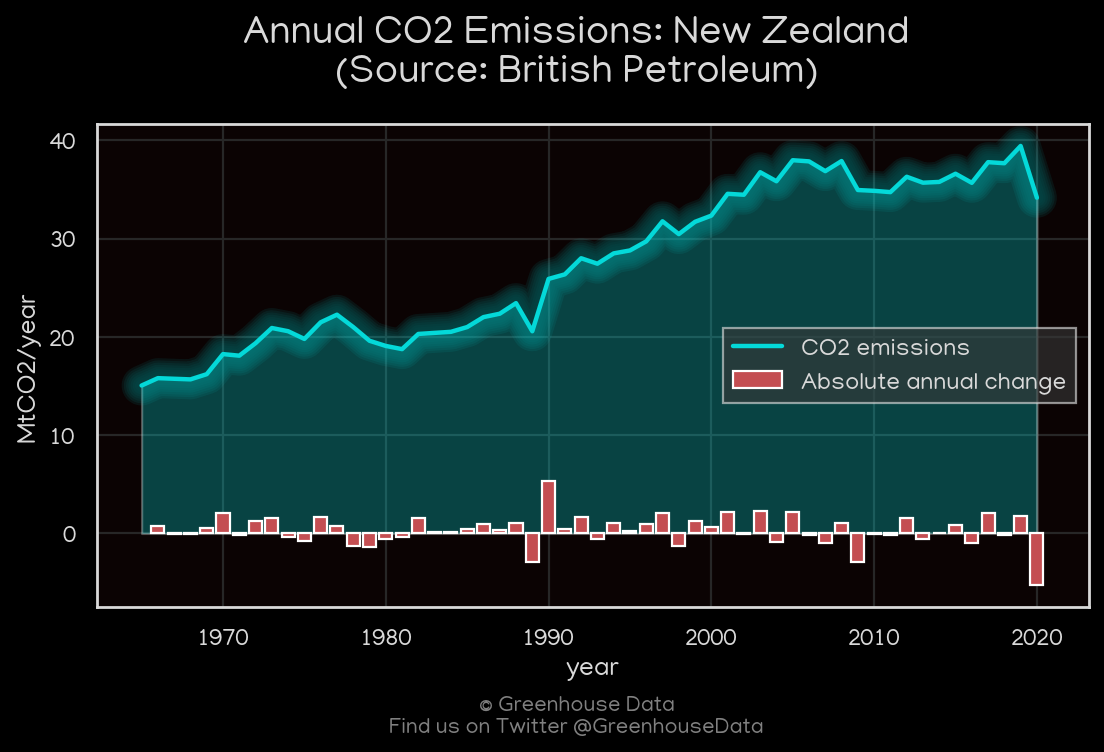 Annual CO2 Emissions: New Zealand
(Source: British Petroleum)
MtCO2/year
40
30
20
10
0
CO2 emissions
Absolute annual change
1970 1980 1990 2000 2010 2020
year
© Greenhouse Data
Find us on Twitter @GreenhouseData